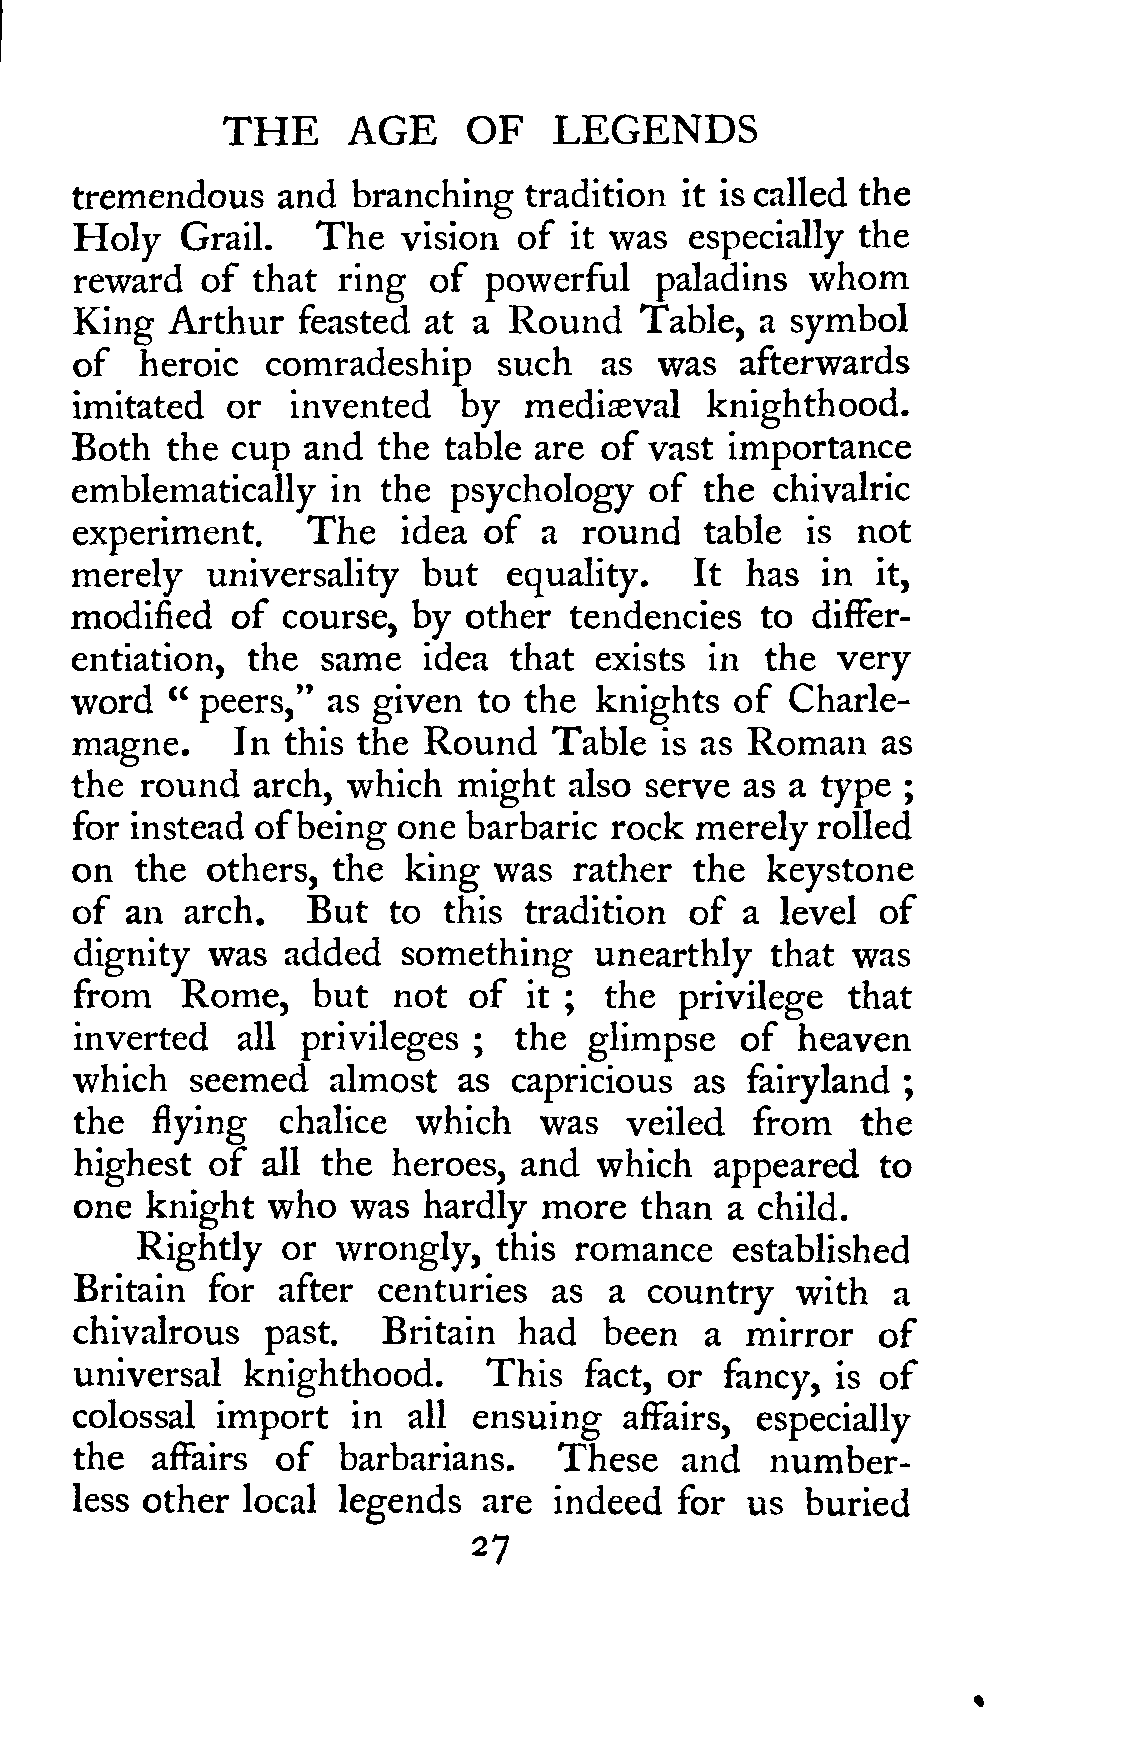 THE AGE OF LEGENDS
tremendous and branching tradition it is called the
Holy Grail. The vision of it was especially the
reward of that ring of powerful paladins whom
King Arthur feasted at a Round Table, a symbol
of heroic comradeship such as was afterwards
imitated or invented by mediæval knighthood.
Both the cup and the table are of vast importance
emblematically in the psychology of the chivalric
experiment. The idea of a round table is not
merely universality but equality. It has in it,
modified of course, by other tendencies to differ-
entiation, the same idea that exists in the very
word “ peers,” as given to the knights of Charle-
magne. In this the Round Table is as Roman as
the round arch, which might also serve as a type ;
for instead of being one barbaric rock merely rolled
on the others, the king was rather the keystone
of an arch. But to this tradition of a level of
dignity was added something unearthly that was
from Rome, but not of it ; the privilege that
inverted all privileges ; the glimpse of heaven
which seemed almost as capricious as fairyland ;
the flying chalice which was veiled from the
highest of all the heroes, and which appeared to
one knight who was hardly more than a child.
Rightly or wrongly, this romance established
Britain for after centuries as a country with a
chivalrous past. Britain had been a mirror of
universal knighthood. This fact, or fancy, is of
colossal import in all ensuing affairs, especially
the affairs of barbarians. These and number-
less other local legends are indeed for us buried
27